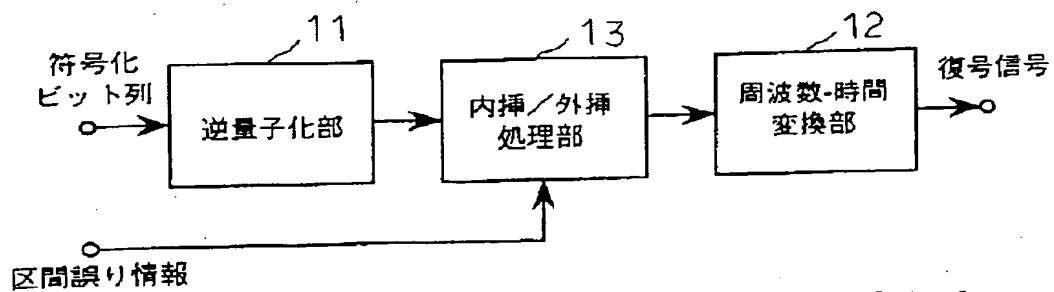 11
13
12
符号化
ビット列
逆量子化部
内挿/外挿
処理部
周波数-時間
変換部
復号信号
区間誤り情報